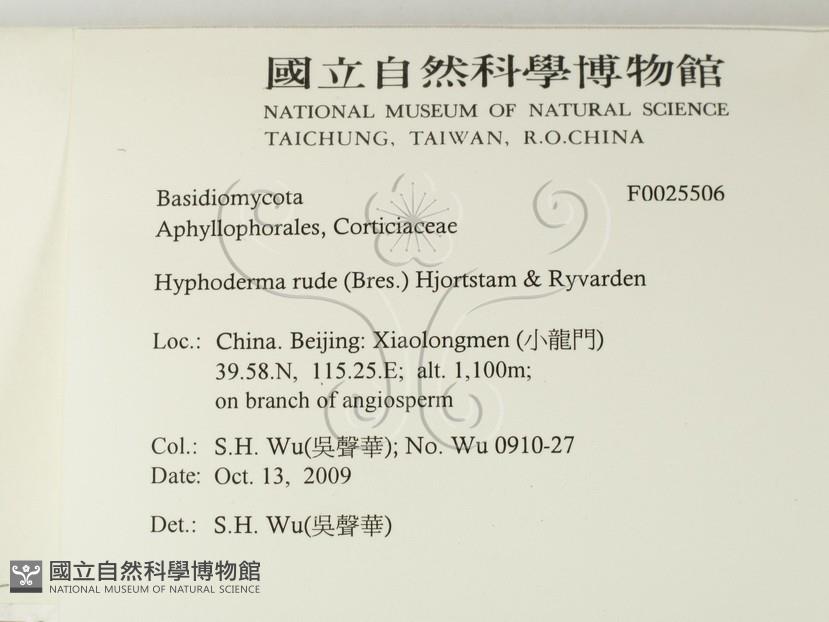 國立自然科學博物館
NATIONAL MUSEUM OF NATURAL SCIENCE
TAICHUNG, TAIWAN, R.O.CHINA
Basidiomycota F0025506
Aphyllophorales, Corticiaceae
Hyphoderma rude (Bres.) Hjortstam & Ryvarden
Loc.: China. Beijing: Xiaolongmen (小龍門)
39.58.N, 115.25.E; alt. 1,100m;
on branch of angiosperm
Col.: S.H. Wu(吳聲華); No. Wu 0910-27
Date: Oct. 13, 2009
Det.: S.H. Wu(吳聲華)
國立自然科學博物館
NATIONAL MUSEUM OF NATURAL SCIENCE